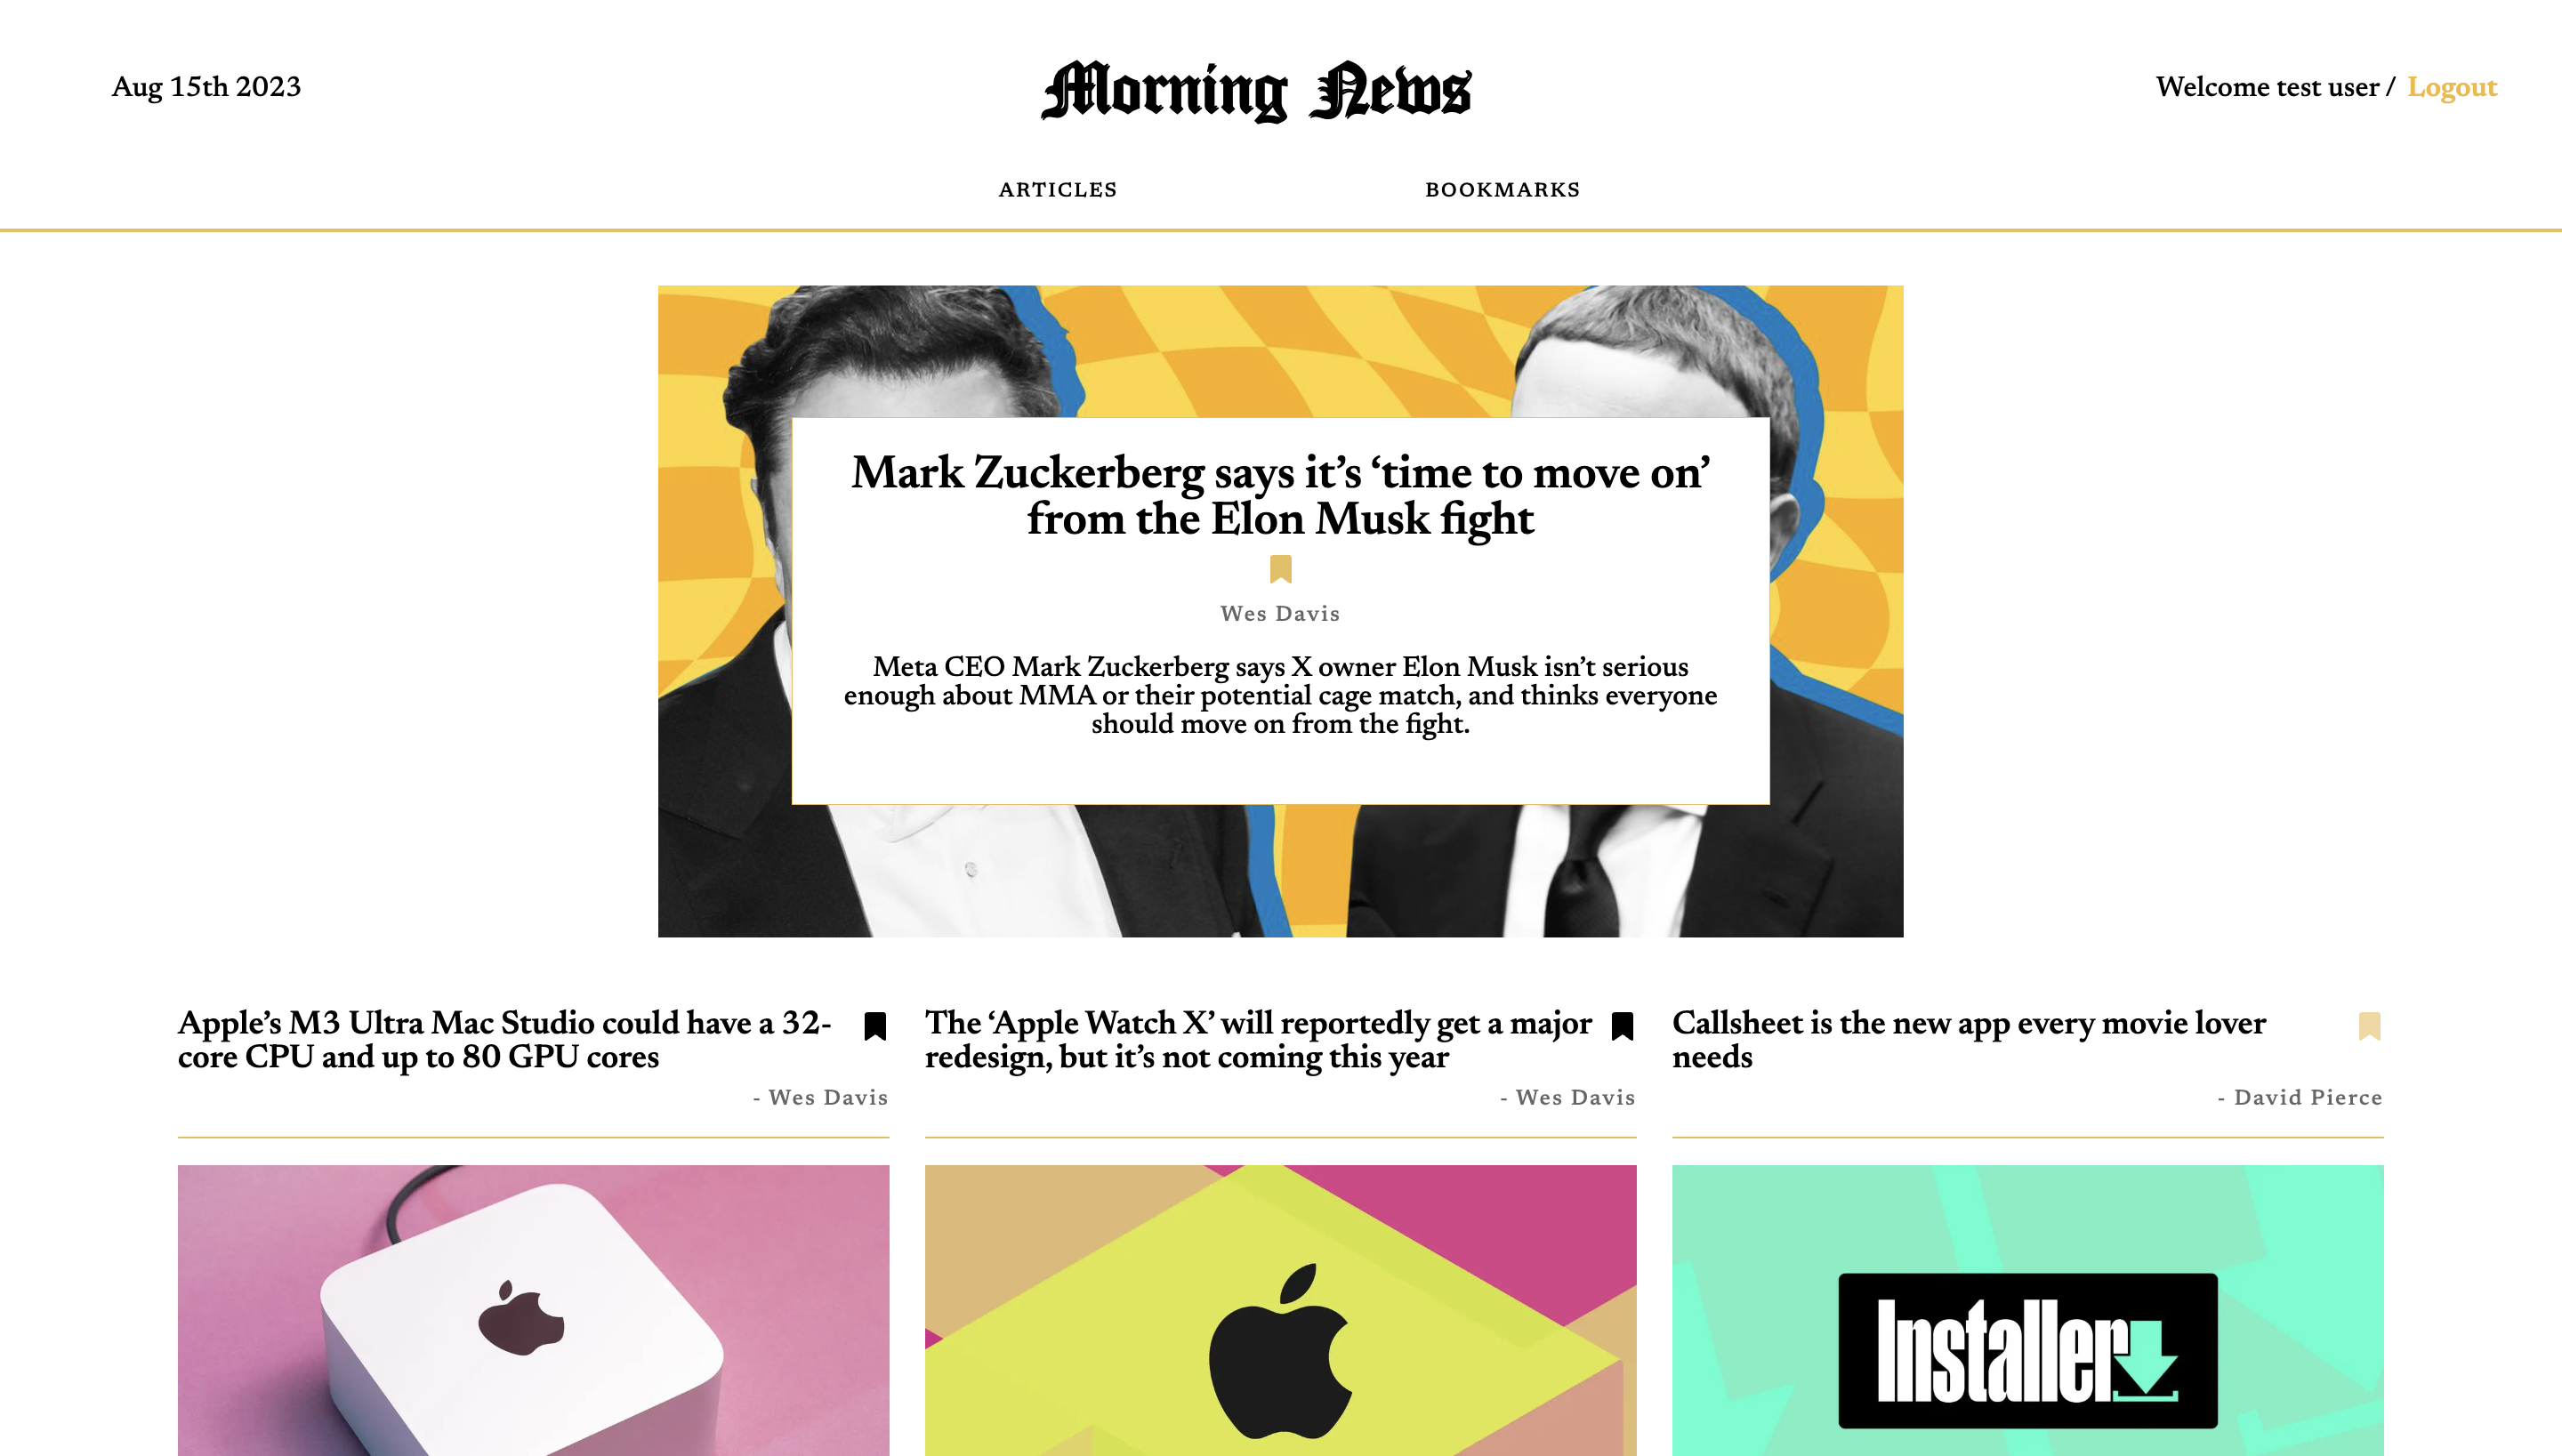 Aug 15th 2023
Morning News
Welcome test user / Logout
ARTICLES
BOOKMARKS
Mark Zuckerberg says it’s ‘time to move on’
from the Elon Musk fight
Wes Davis
Meta CEO Mark Zuckerberg says X owner Elon Musk isn’t serious
enough about MMA or their potential cage match, and thinks everyone
should move on from the fight.
Apple’s M3 Ultra Mac Studio could have a 32-
core CPU and up to 80 GPU cores
- Wes Davis
The ‘Apple Watch X’ will reportedly get a major
redesign, but it’s not coming this year
- Wes Davis
Callsheet is the new app every movie lover
needs
- David Pierce
Installer